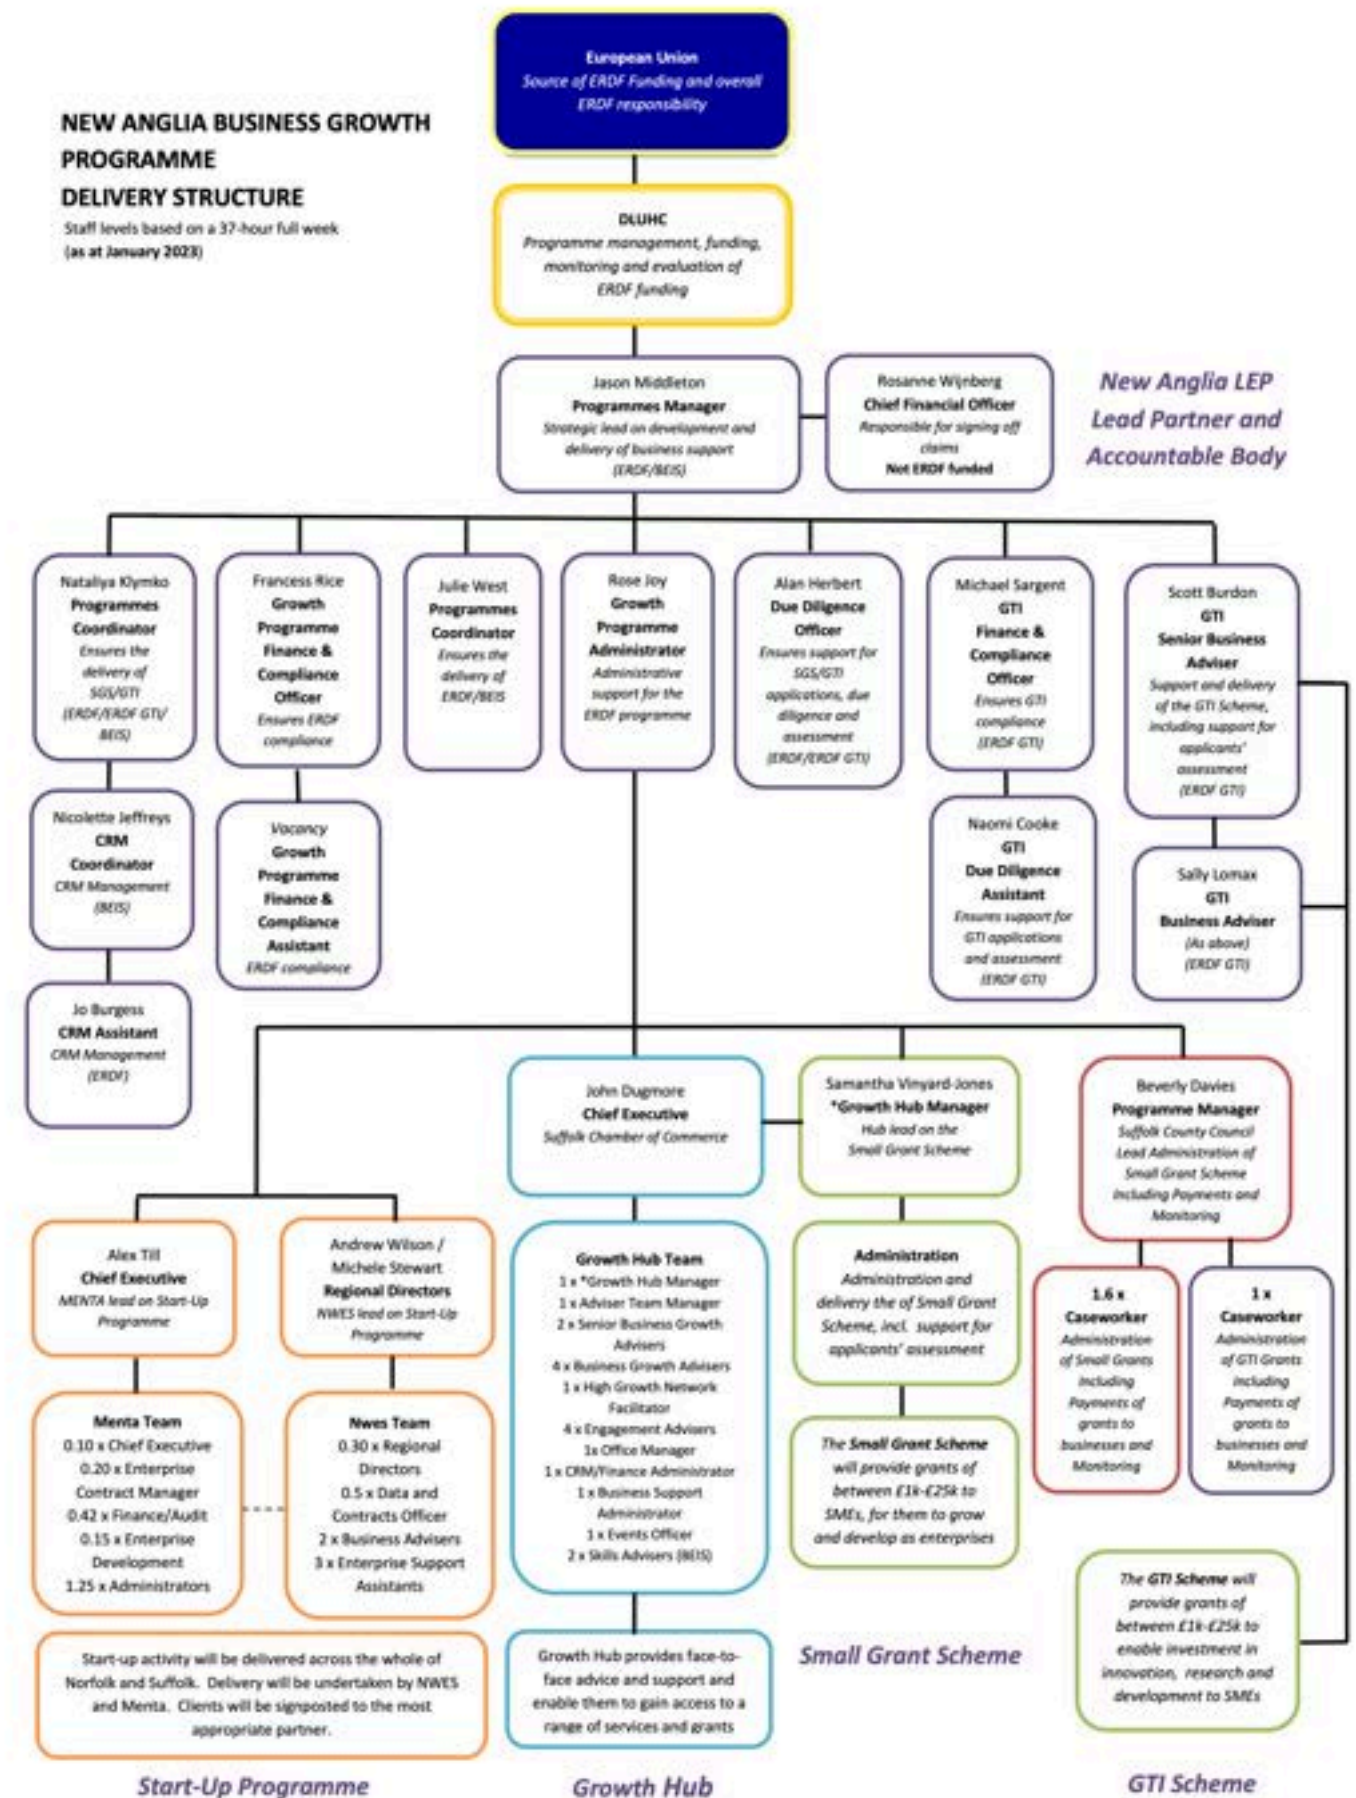 European Union
Source of ERDF Funding and overall
ERDF responsibility
NEW ANGLIA BUSINESS GROWTH
PROGRAMME
DELIVERY STRUCTURE
Staff levels based on a 37-hour full week
(as at January 2023)
DLUHC
Programme management, funding,
monitoring and evaluation of
ERDF funding
Jason Middleton
Programmes Manager
Strategic lead on development and
delivery of business support
(ERDF/BEIS)
Rosanne Wijnberg
Chief Financial Officer
Responsible for signing off
claims
Not ERDF funded
New Anglia LEP
Lead Partner and
Accountable Body
Nataliya Klymko
Programmes
Coordinator
Ensures the
delivery of
SGS/GTI
(ERDF/ERDF GTI/
BEIS)
Francess Rice
Growth
Programme
Finance &
Compliance
Officer
Ensures ERDF
compliance
Julie West
Programmes
Coordinator
Ensures the
delivery of
ERDF/BEIS
Rose Joy
Growth
Programme
Administrator
Administrative
support for the
ERDF programme
Alan Herbert
Due Diligence
Officer
Ensures support for
SGS/GTI
applications, due
diligence and
assessment
(ERDF/ERDF GTI)
Michael Sargent
GTI
Finance &
Compliance
Officer
Ensures GTI
compliance
(ERDF GTI)
Scott Burdon
GTI
Senior Business
Adviser
Support and delivery
of the GTI Scheme,
including support for
applicants'
assessment
(ERDF GTI)
Nicolette Jeffreys
CRM
Coordinator
CRM Management
(BEIS)
Vacancy
Growth
Programme
Finance &
Compliance
Assistant
ERDF compliance
Naomi Cooke
GTI
Due Diligence
Assistant
Ensures support for
GTI applications
and assessment
(ERDF GTI)
Sally Lomax
GTI
Business Adviser
(As above)
(ERDF GTI)
Jo Burgess
CRM Assistant
CRM Management
(ERDF)
John Dugmore
Chief Executive
Suffolk Chamber of Commerce
Samantha Vinyard-Jones
*Growth Hub Manager
Hub lead on the
Small Grant Scheme
Beverly Davies
Programme Manager
Suffolk County Council
Lead Administration of
Small Grant Scheme
Including Payments and
Monitoring
Alex Till
Chief Executive
MENTA lead on Start-Up
Programme
Andrew Wilson /
Michele Stewart
Regional Directors
NWES lead on Start-Up
Programme
Growth Hub Team
1 x *Growth Hub Manager
1 x Adviser Team Manager
2 x Senior Business Growth
Advisers
4 x Business Growth Advisers
1 x High Growth Network
Facilitator
4 x Engagement Advisers
1x Office Manager
1 x CRM/Finance Administrator
1 x Business Support
Administrator
1 x Events Officer
2 x Skills Advisers (BEIS)
Administration
Administration and
delivery the of Small Grant
Scheme, incl. support for
applicants' assessment
1.6 x
Caseworker
Administration
of Small Grants
Including
Payments of
grants to
businesses and
Monitoring
1 x
Caseworker
Administration
of GTI Grants
Including
Payments of
grants to
businesses and
Monitoring
Menta Team
0.10 x Chief Executive
0.20 x Enterprise
Contract Manager
0.42 x Finance/Audit
0.15 x Enterprise
Development
1.25 x Administrators
Nwes Team
0.30 x Regional
Directors
0.5 x Data and
Contracts Officer
2 x Business Advisers
3 x Enterprise Support
Assistants
The Small Grant Scheme
will provide grants of
between £1k-£25k to
SMEs, for them to grow
and develop as enterprises
The GTI Scheme will
provide grants of
between £1k-£25k to
enable investment in
innovation, research and
development to SMEs
Start-up activity will be delivered across the whole of
Norfolk and Suffolk. Delivery will be undertaken by NWES
and Menta. Clients will be signposted to the most
appropriate partner.
Growth Hub provides face-to-
face advice and support and
enable them to gain access to a
range of services and grants
Small Grant Scheme
Start-Up Programme
Growth Hub
GTI Scheme